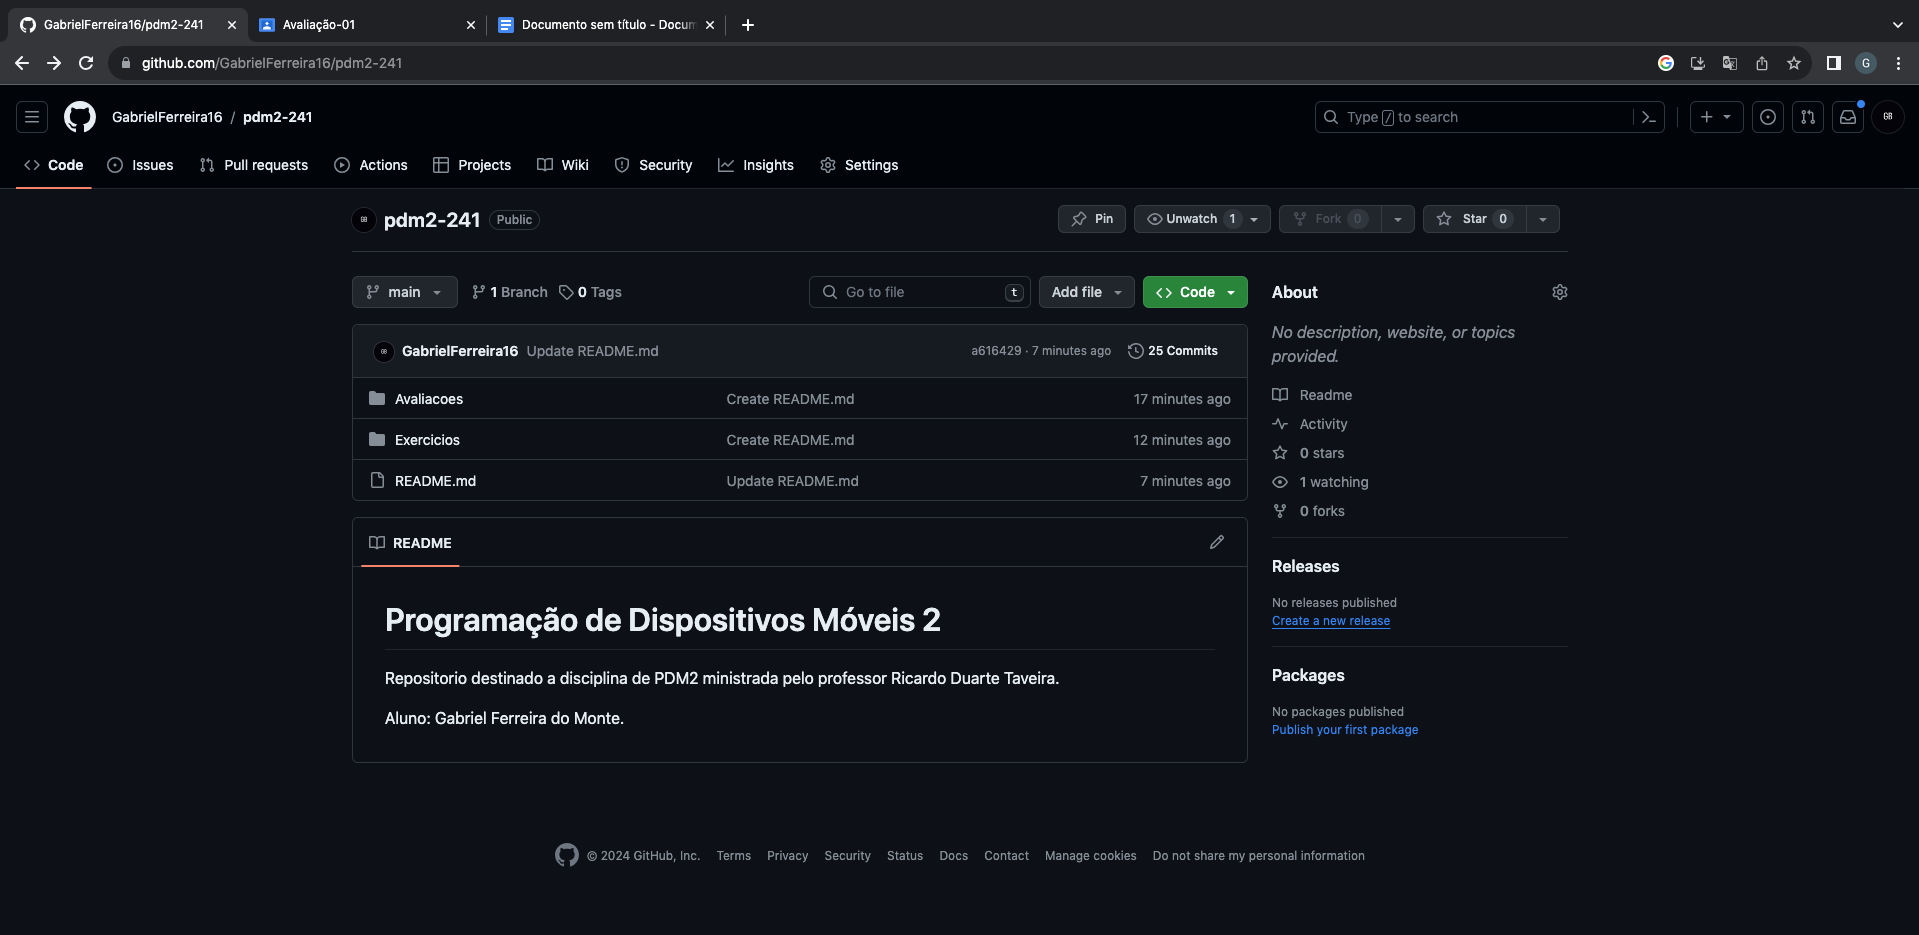 GabrielFerreira16/pdm2-241
Avaliação-01
Documento sem título - Docum
github.com/GabrielFerreira16/pdm2-241
G
GabrielFerreira16 / pdm2-241
Type / to search
GB
Code
Issues
Pull requests
Actions
Projects
Wiki
Security
Insights
Settings
GB
pdm2-241
Public
Pin
Unwatch 1
Fork 0
Star 0
main
1 Branch
0 Tags
Go to file
t
Add file
Code
GB
GabrielFerreira16 Update README.md
a616429 · 7 minutes ago
25 Commits
Avaliacoes
Create README.md
17 minutes ago
Exercicios
Create README.md
12 minutes ago
README.md
Update README.md
7 minutes ago
README
Programação de Dispositivos Móveis 2
Repositorio destinado a disciplina de PDM2 ministrada pelo professor Ricardo Duarte Taveira.
Aluno: Gabriel Ferreira do Monte.
About
No description, website, or topics
provided.
Readme
Activity
0 stars
1 watching
0 forks
Releases
No releases published
Create a new release
Packages
No packages published
Publish your first package
© 2024 GitHub, Inc.
Terms
Privacy
Security
Status
Docs
Contact
Manage cookies
Do not share my personal information